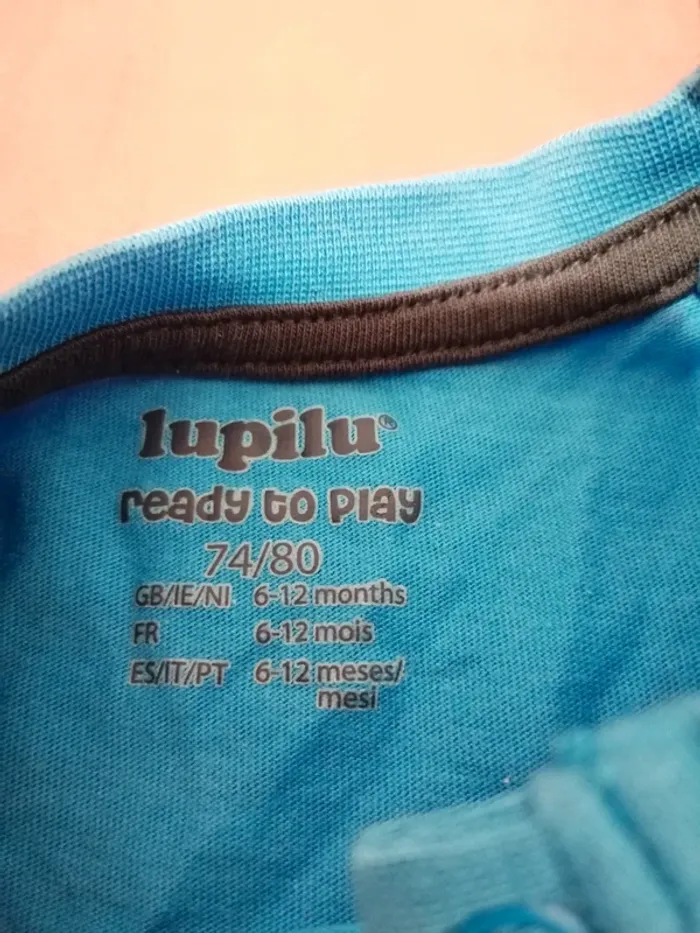 lupilu®
ready to play
74/80
GB/IE/NI 6-12 months
FR 6-12 mois
ES/IT/PT 6-12 meses/
mesi